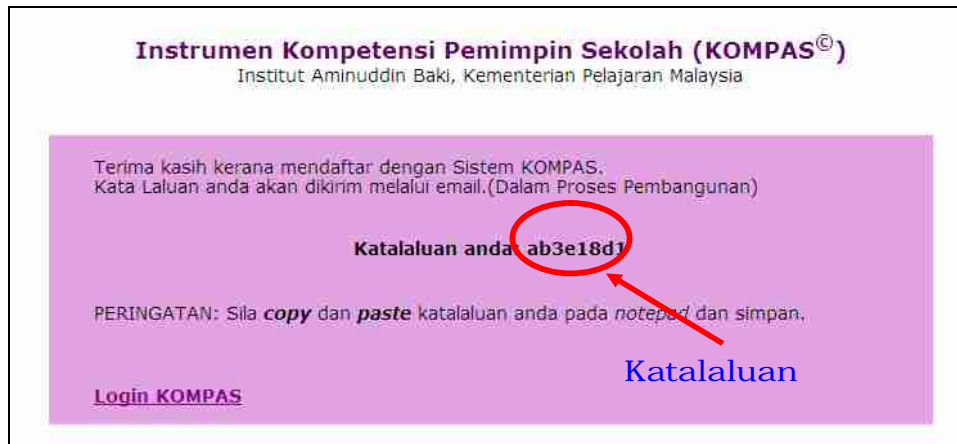 Instrumen Kompetensi Pemimpin Sekolah (KOMPAS©)
Institut Aminuddin Baki, Kementerian Pelajaran Malaysia
Terima kasih kerana mendaftar dengan Sistem KOMPAS.
Kata Laluan anda akan dikirim melalui email.(Dalam Proses Pembangunan)
Katalaluan anda: ab3e18d1
PERINGATAN: Sila copy dan paste katalaluan anda pada notepad dan simpan.
Katalaluan
Login KOMPAS